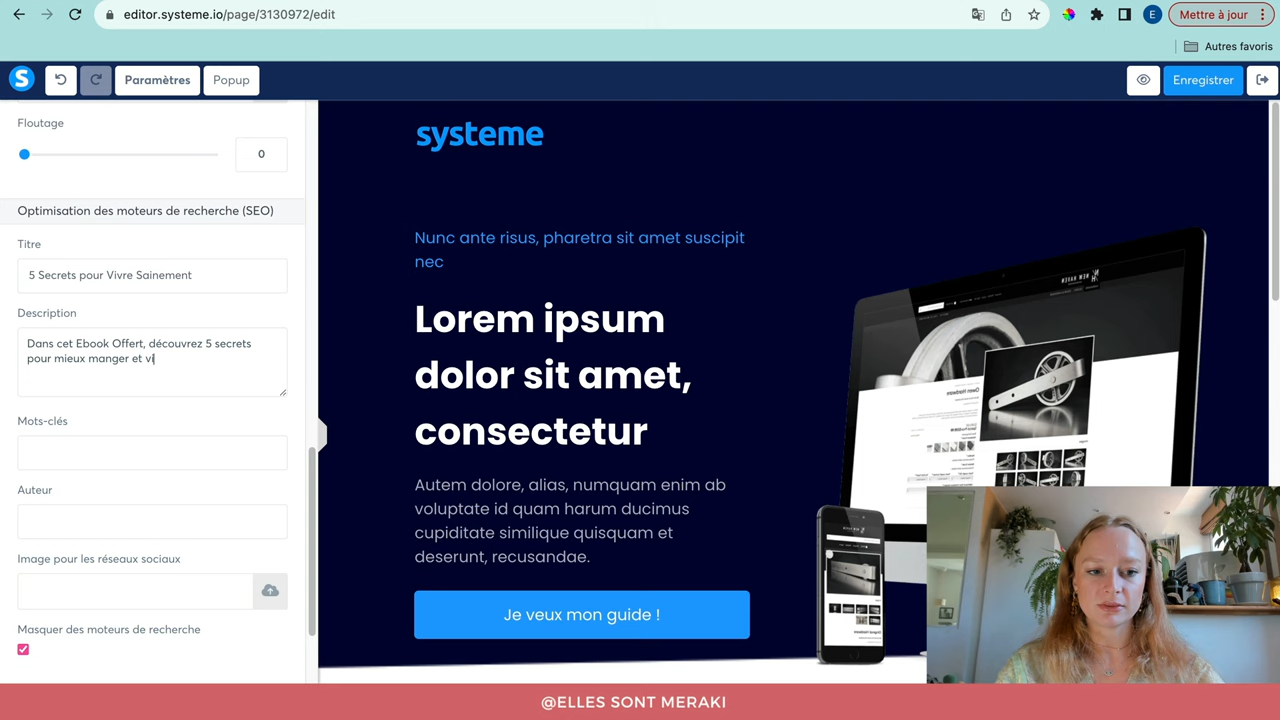 editor.systeme.io/page/3130972/edit
E
Mettre à jour
Autres favoris
S
Paramètres
Popup
Enregistrer
Floutage
0
Optimisation des moteurs de recherche (SEO)
Titre
5 Secrets pour Vivre Sainement
Description
Dans cet Ebook Offert, découvrez 5 secrets
pour mieux manger et vi
Mots-clés
Auteur
Image pour les réseaux sociaux
Masquer des moteurs de recherche
systeme
Nunc ante risus, pharetra sit amet suscipit
nec
Lorem ipsum
dolor sit amet,
consectetur
Autem dolore, alias, numquam enim ab
voluptate id quam harum ducimus
cupiditate similique quisquam et
deserunt, recusandae.
Je veux mon guide !
@ELLES SONT MERAKI